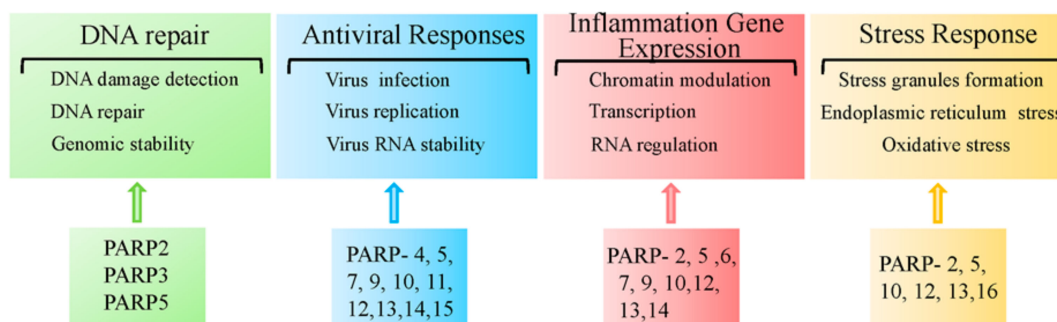 DNA repair
DNA damage detection
DNA repair
Genomic stability
PARP2
PARP3
PARP5
Antiviral Responses
Virus infection
Virus replication
Virus RNA stability
PARP- 4, 5,
7, 9, 10, 11,
12,13,14,15
Inflammation Gene
Expression
Chromatin modulation
Transcription
RNA regulation
PARP- 2, 5 ,6,
7, 9, 10,12,
13,14
Stress Response
Stress granules formation
Endoplasmic reticulum stress
Oxidative stress
PARP- 2, 5,
10, 12, 13,16